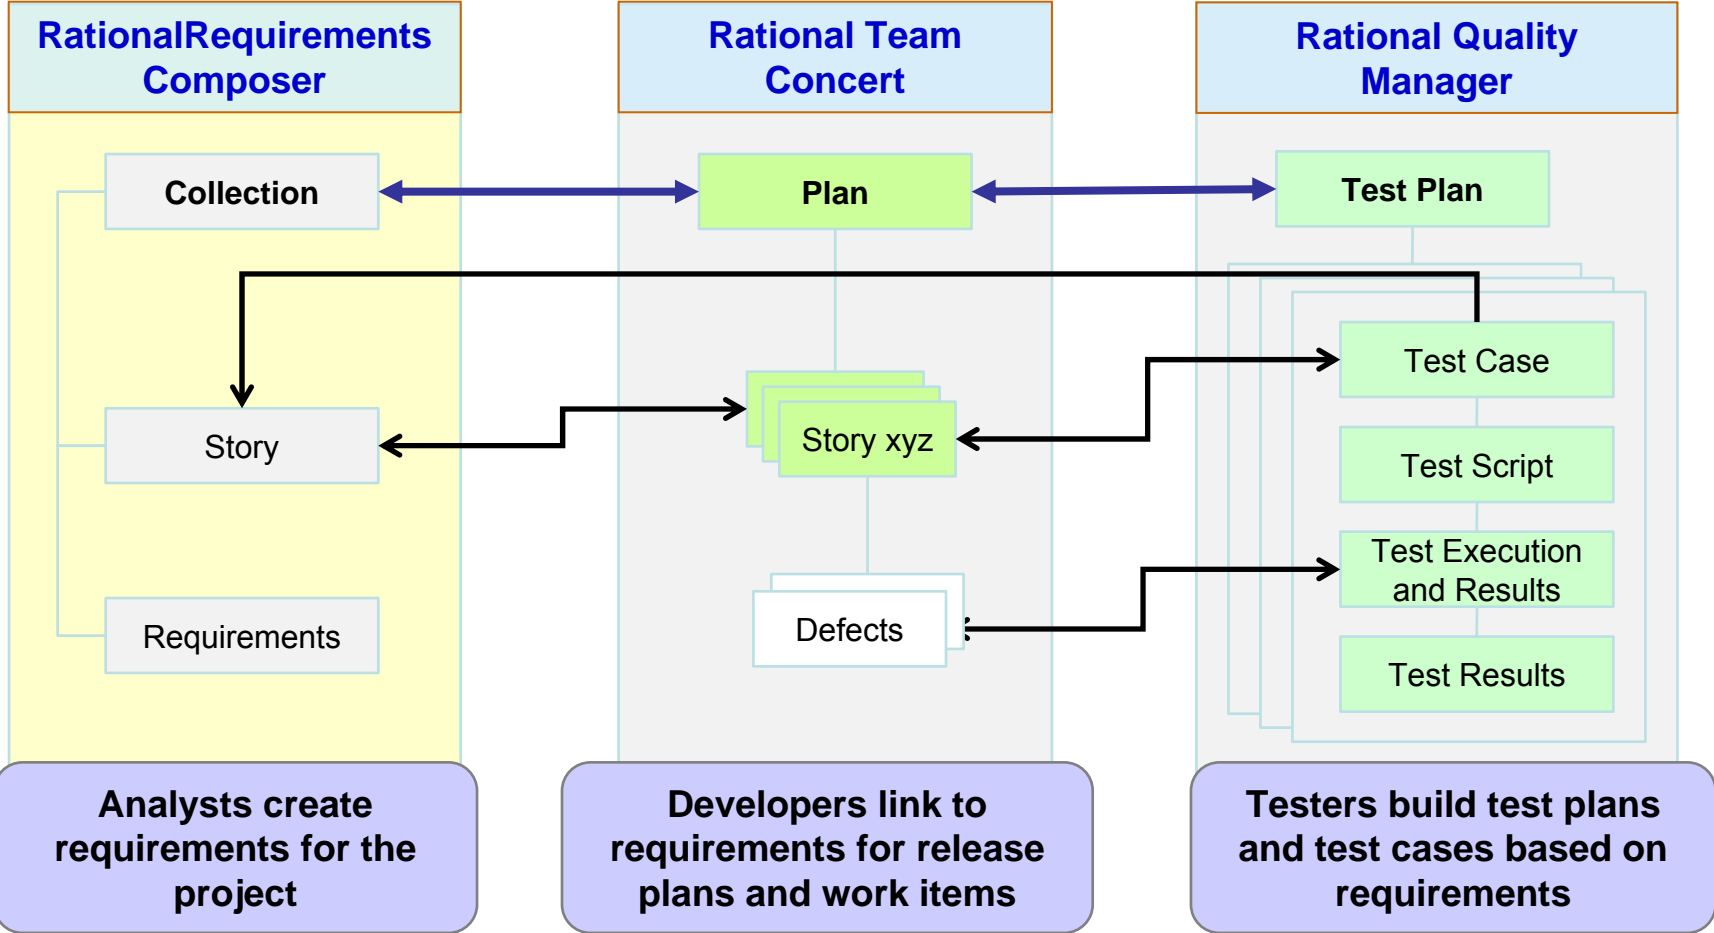 RationalRequirements
Composer
Rational Team
Concert
Rational Quality
Manager
Collection
Plan
Test Plan
Test Case
Story
Story xyz
Test Script
Test Execution
and Results
Requirements
Defects
Test Results
Analysts create
requirements for the
project
Developers link to
requirements for release
plans and work items
Testers build test plans
and test cases based on
requirements